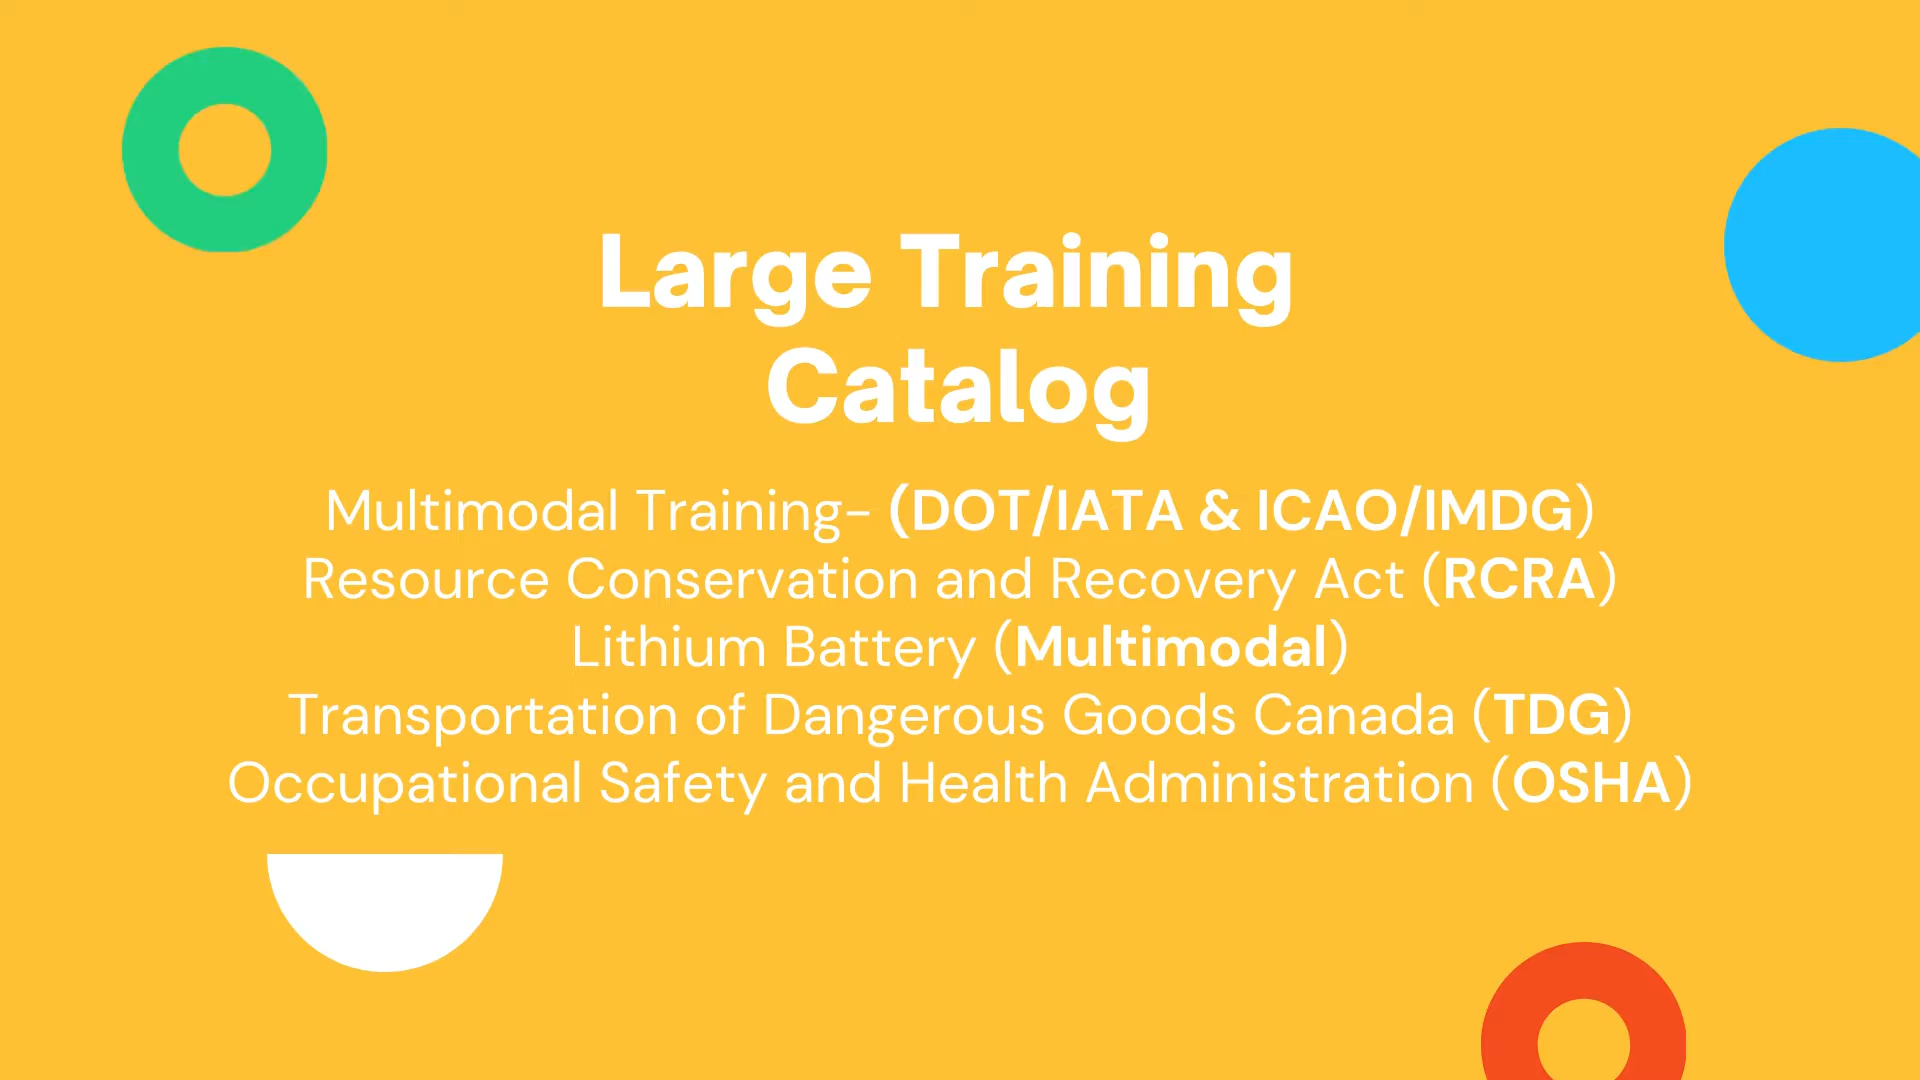 Large Training
Catalog
Multimodal Training- (DOT/IATA & ICAO/IMDG)
Resource Conservation and Recovery Act (RCRA)
Lithium Battery (Multimodal)
Transportation of Dangerous Goods Canada (TDG)
Occupational Safety and Health Administration (OSHA)